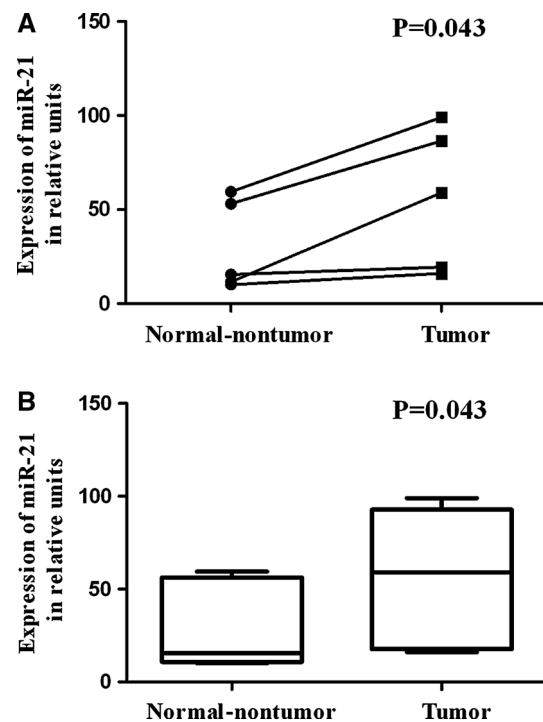 A
P=0.043
Expression of miR-21
in relative units
150
100
50
0
Normal-nontumor
Tumor
B
P=0.043
Expression of miR-21
in relative units
150
100
50
0
Normal-nontumor
Tumor